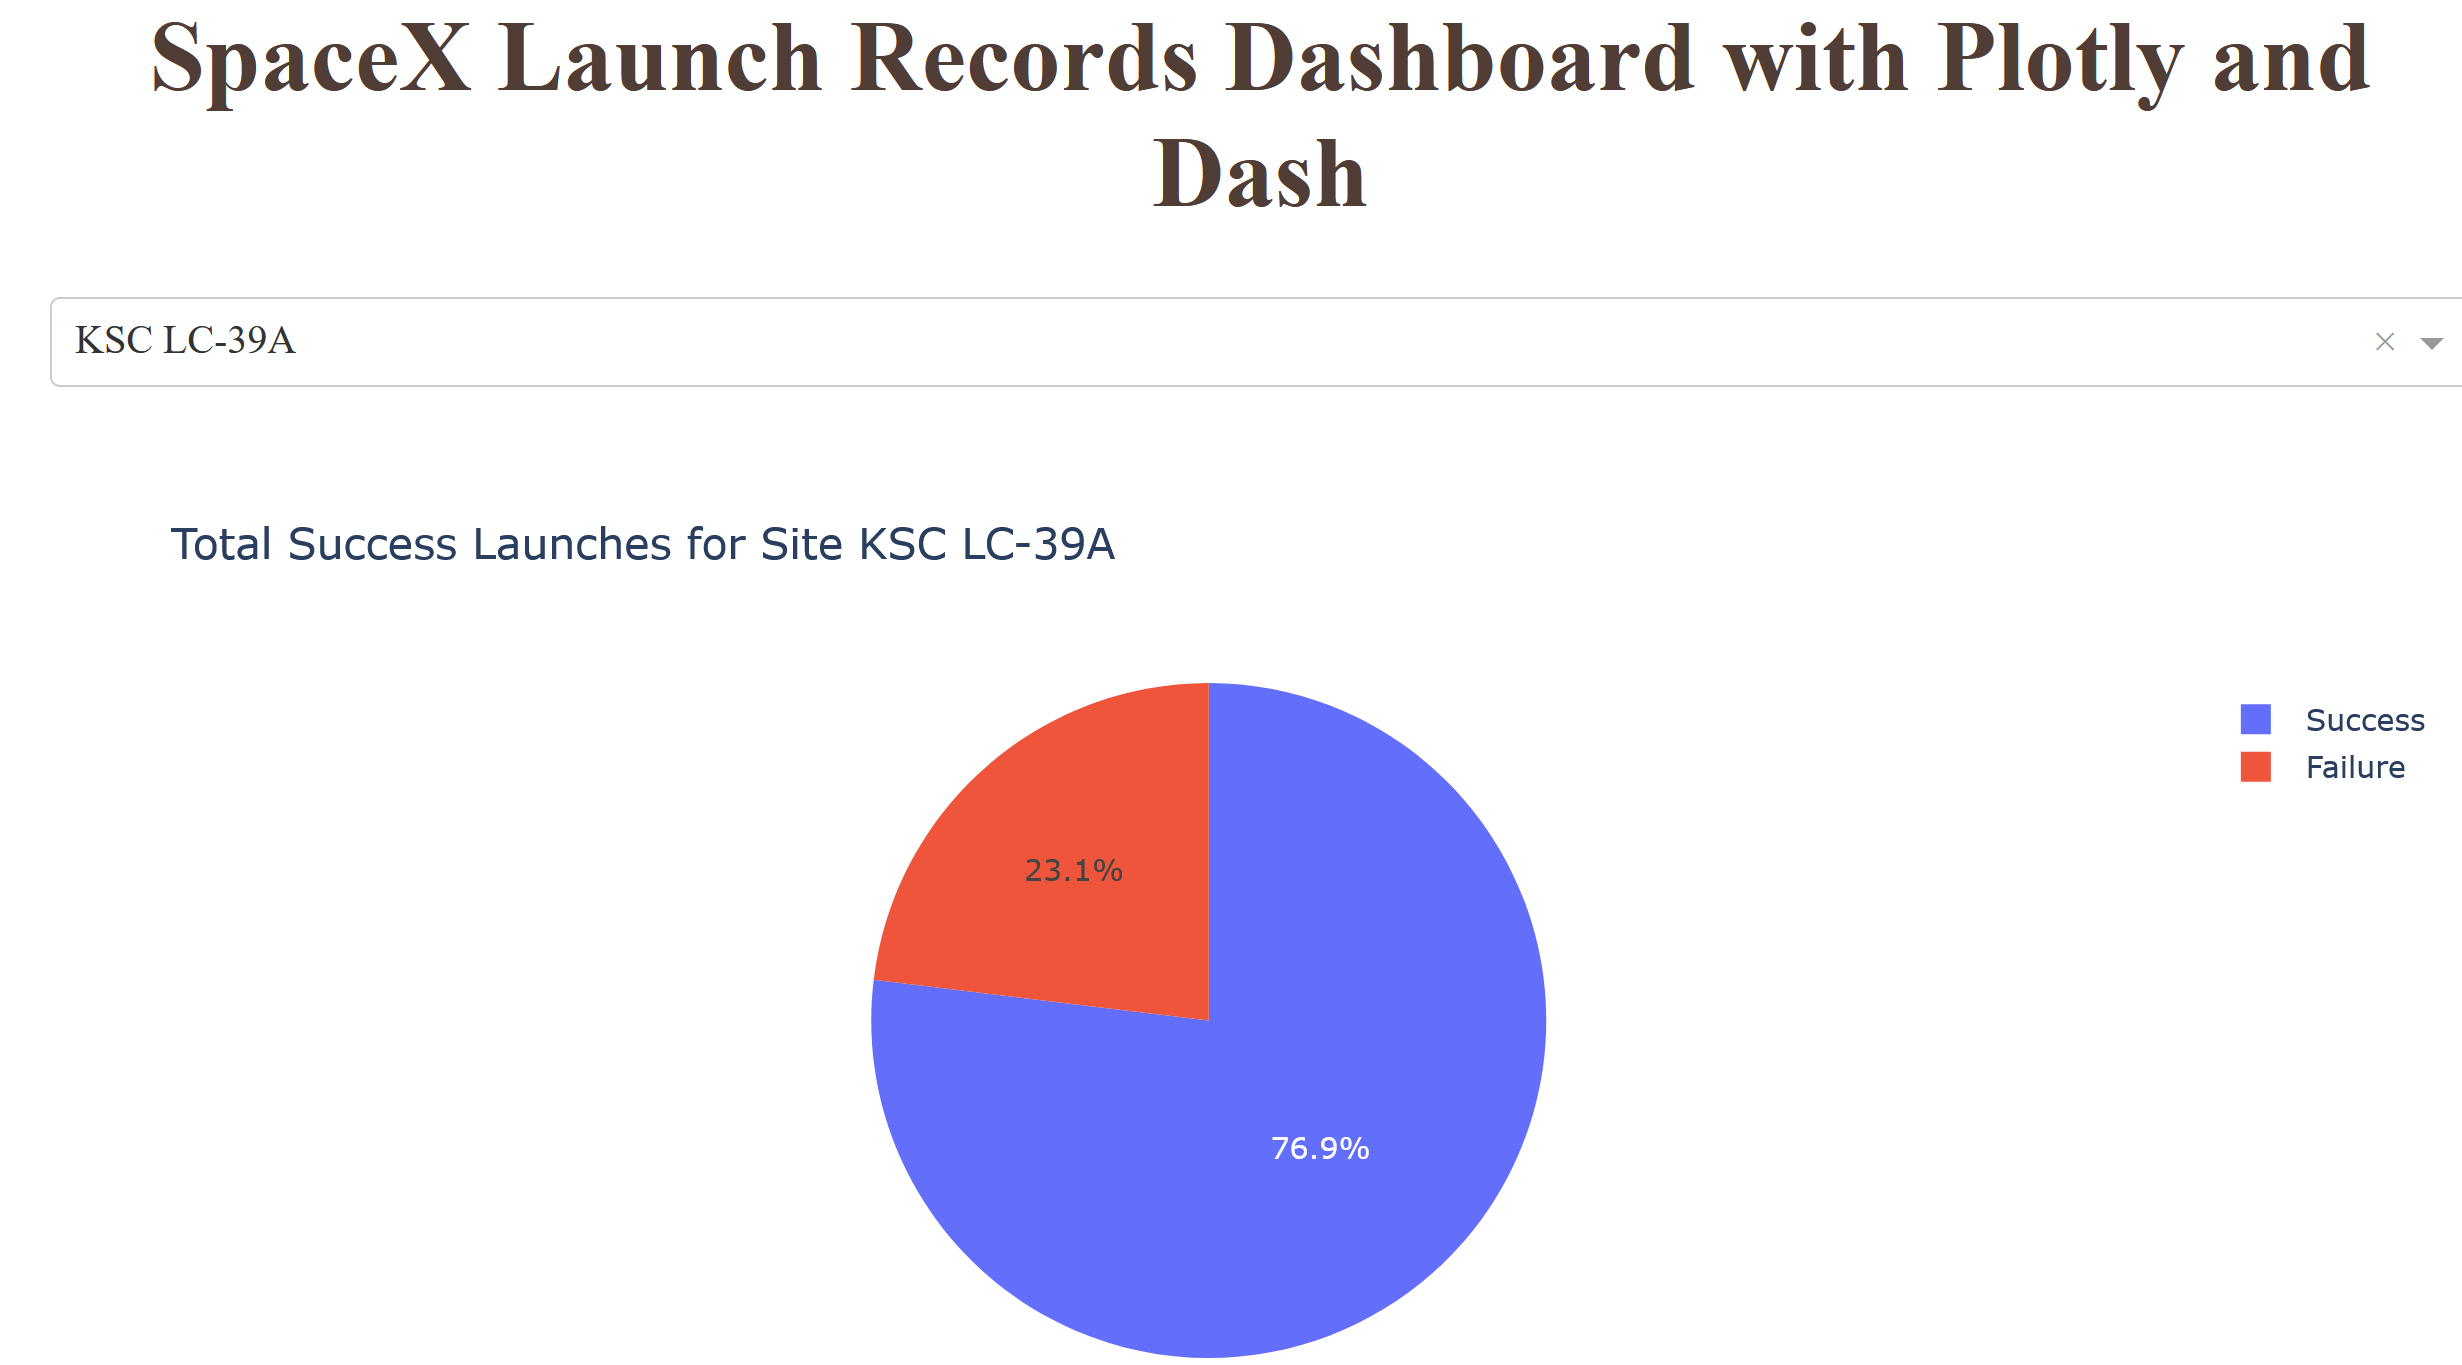 SpaceX Launch Records Dashboard with Plotly and
Dash
KSC LC-39A
Total Success Launches for Site KSC LC-39A
Success
Failure
23.1%
76.9%